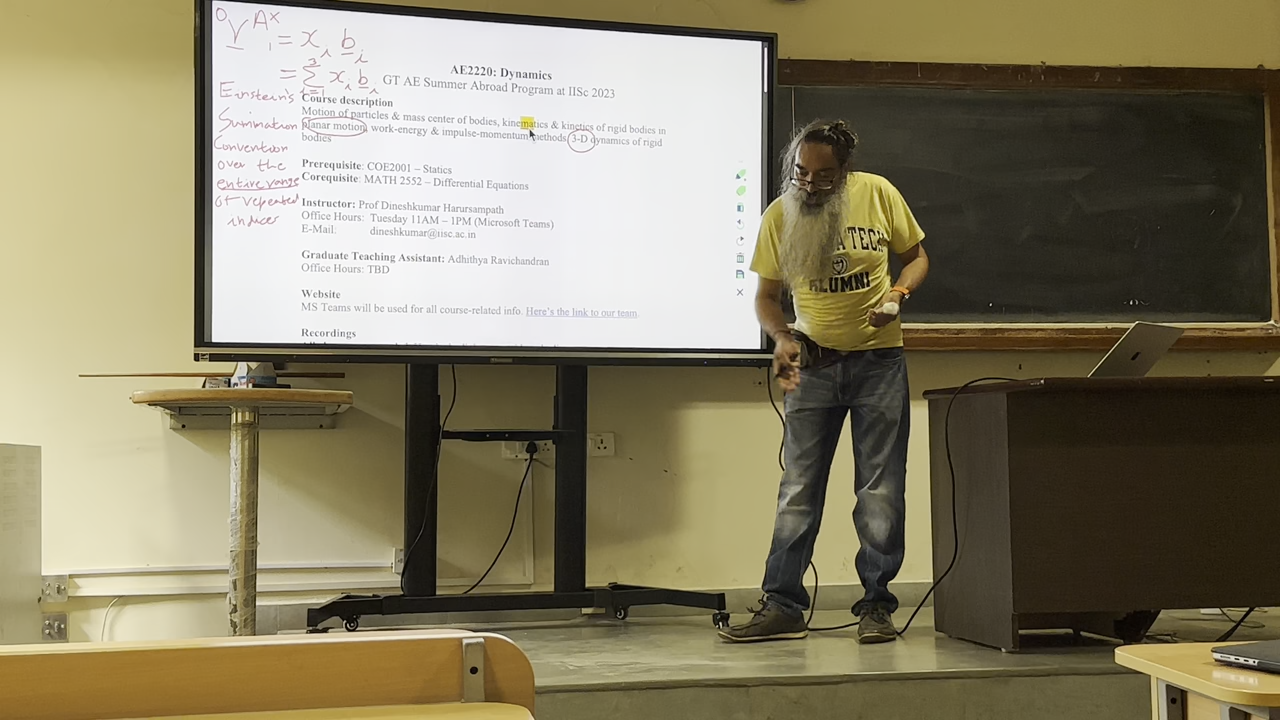 AE2220: Dynamics
GT AE Summer Abroad Program at IISc 2023
Course description
Motion of particles & mass center of bodies, kinematics & kinetics of rigid bodies in
planar motion, work-energy & impulse-momentum methods, 3-D dynamics of rigid
bodies
Prerequisite: COE2001 – Statics
Corequisite: MATH 2552 – Differential Equations
Instructor: Prof Dineshkumar Harursampath
Office Hours: Tuesday 11AM – 1PM (Microsoft Teams)
E-Mail: dineshkumar@iisc.ac.in
Graduate Teaching Assistant: Adhithya Ravichandran
Office Hours: TBD
Website
MS Teams will be used for all course-related info. Here's the link to our team.
Recordings
= x i b i
= Σ 3 i=1 x i b i
Einstein's
Summation
Convention
over the
entire range
of repeated
indices
TECH
ALUMNI